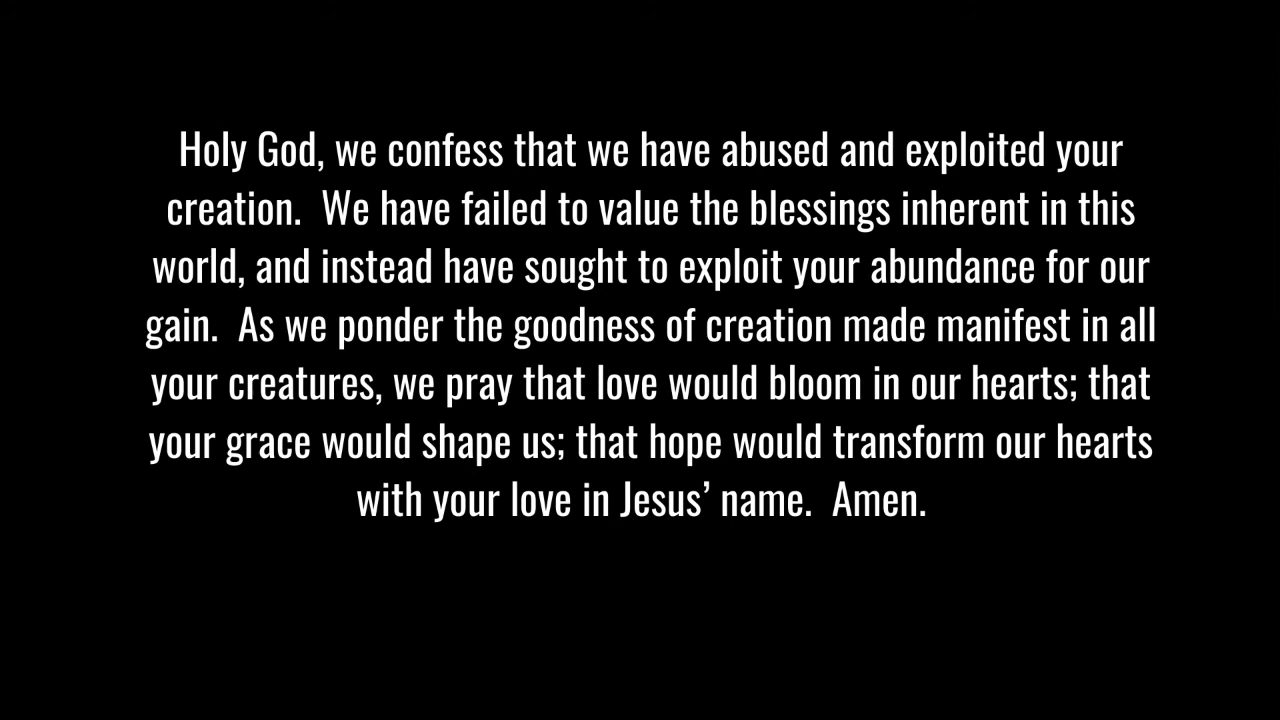 Holy God, we confess that we have abused and exploited your
creation.  We have failed to value the blessings inherent in this
world, and instead have sought to exploit your abundance for our
gain.  As we ponder the goodness of creation made manifest in all
your creatures, we pray that love would bloom in our hearts; that
your grace would shape us; that hope would transform our hearts
with your love in Jesus’ name.  Amen.